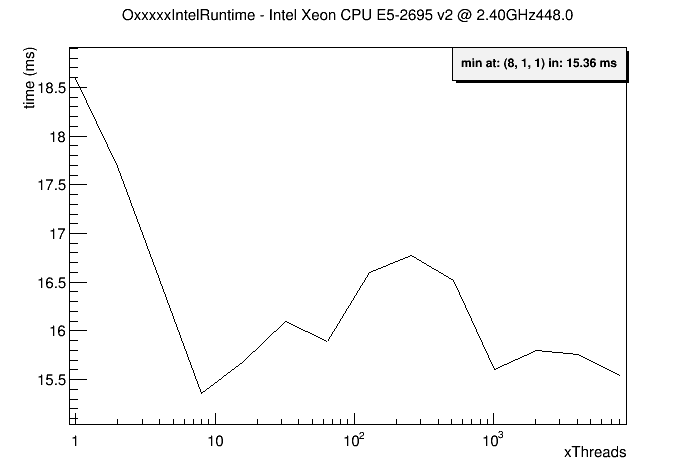 OxxxxxIntelRuntime - Intel Xeon CPU E5-2695 v2 @ 2.40GHz448.0
time (ms)
min at: (8, 1, 1) in: 15.36 ms
18.5
18
17.5
17
16.5
16
15.5
1 10 10² 10³
xThreads